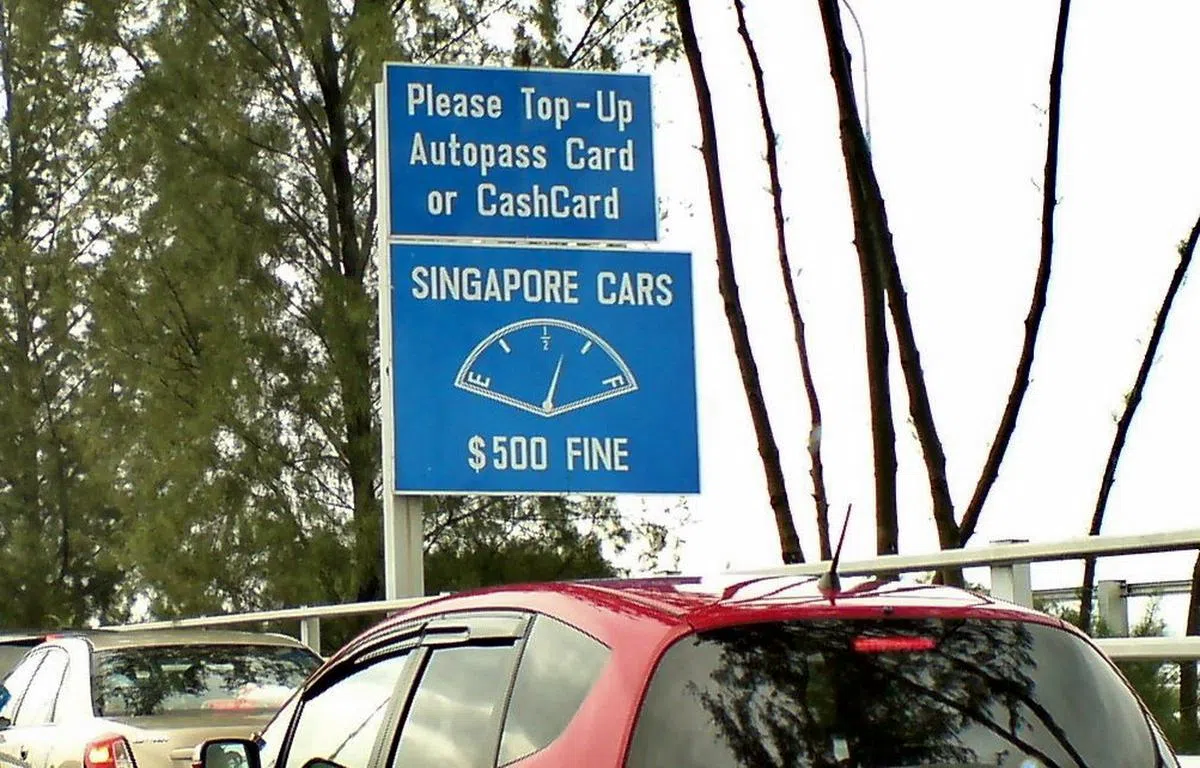 Please Top-Up
Autopass Card
or CashCard
SINGAPORE CARS
1/2
E F
$500 FINE